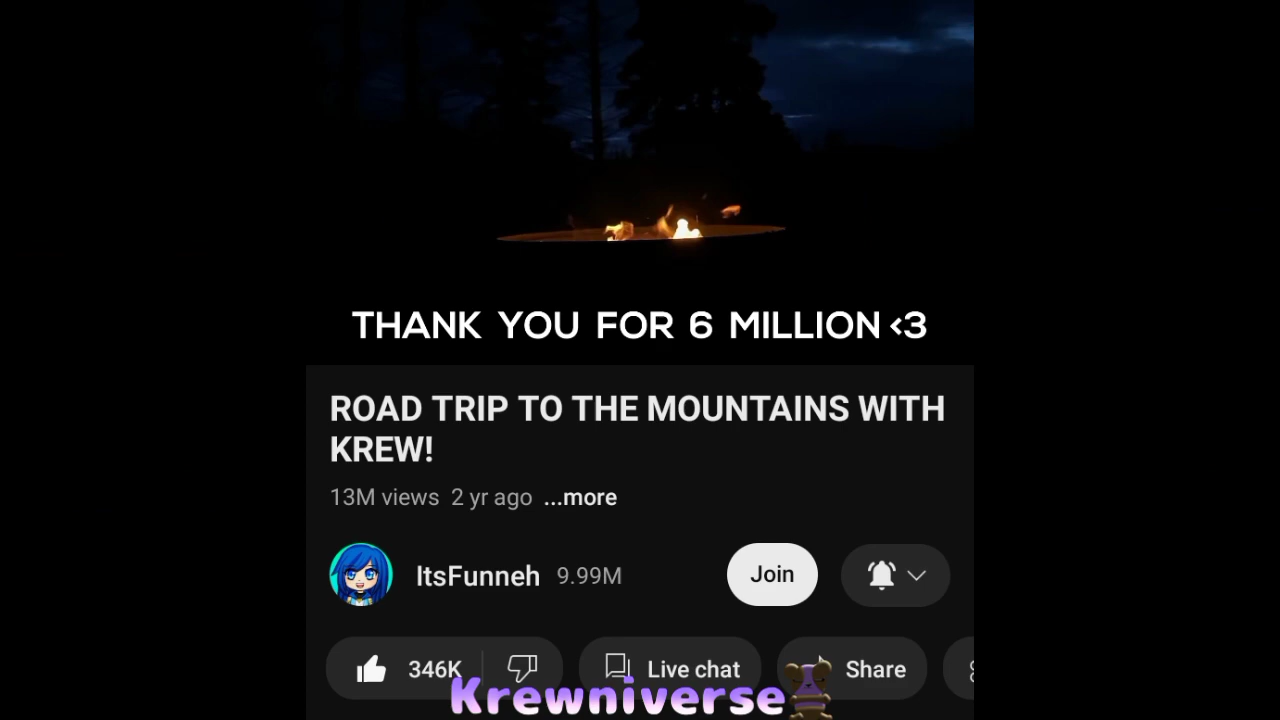 THANK YOU FOR 6 MILLION <3
ROAD TRIP TO THE MOUNTAINS WITH
KREW!
13M views 2 yr ago ...more
ItsFunneh 9.99M
Join
346K
Live chat
Share
Krewniverse